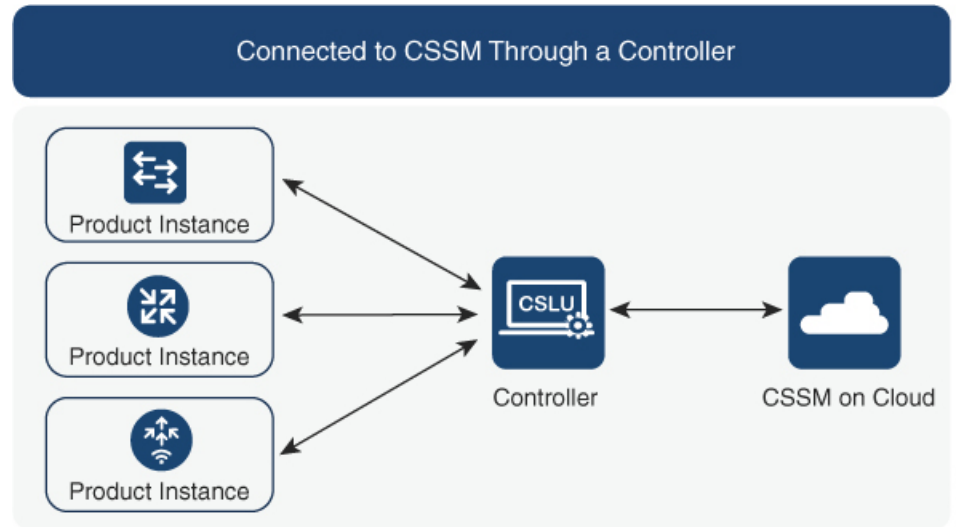 Connected to CSSM Through a Controller
Product Instance
Product Instance
Product Instance
CSLU
Controller
CSSM on Cloud